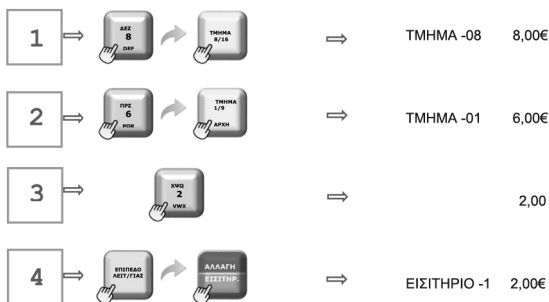 1 ΔΕΖ 8 DEF ΤΜΗΜΑ 8/16 ΤΜΗΜΑ -08 8,00€
2 ΠΡΣ 6 PQR ΤΜΗΜΑ 1/9 ΑΡΧΗ ΤΜΗΜΑ -01 6,00€
3 ΧΨΩ 2 VWX 2,00
4 ΕΠΙΠΕΔΟ ΛΕΙΤ/ΓΙΑΣ ΑΛΛΑΓΗ ΕΙΣΙΤΗΡ. ΕΙΣΙΤΗΡΙΟ -1 2,00€